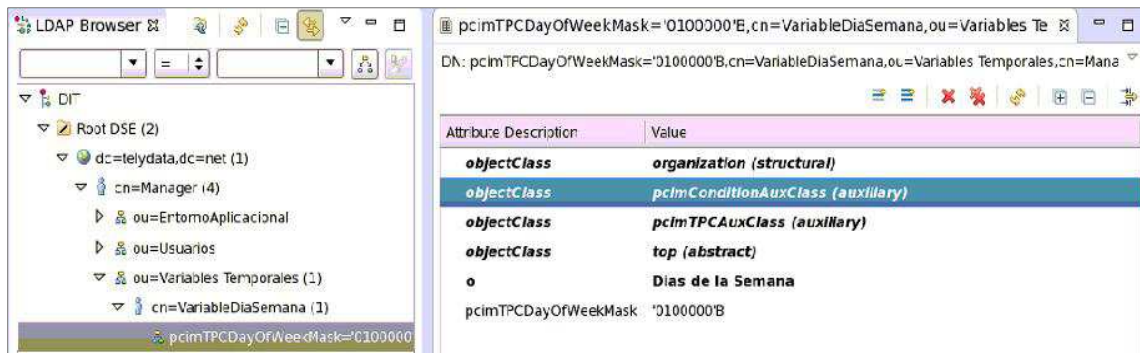 LDAP Browser
=
DIT
Root DSE (2)
dc=telydata,dc=net (1)
cn=Manager (4)
ou=EntornoAplicacional
ou=Usuarios
ou=Variables Temporales (1)
cn=VariableDiaSemana (1)
pcimTPCDayOfWeekMask='0100000
pcimTPCDayOfWeekMask='0100000'B,cn=VariableDiaSemana,ou=Variables Te
DN: pcimTPCDayOfWeekMask='0100000'B,cn=VariableDiaSemana,ou=Variables Temporales,cn=Mana
Attribute Description Value
objectClass organization (structural)
objectClass pcimConditionAuxClass (auxiliary)
objectClass pcimTPCAuxClass (auxiliary)
objectClass top (abstract)
o Dias de la Semana
pcimTPCDayOfWeekMask '0100000'B